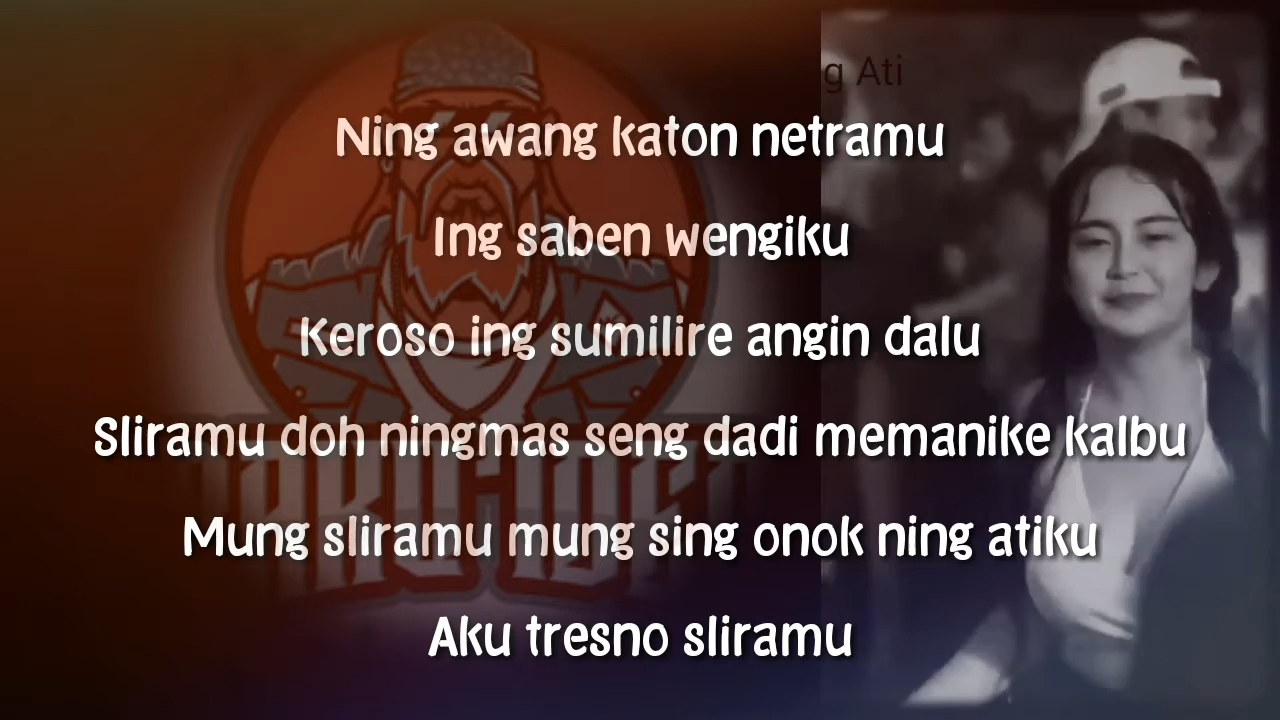 g Ati
Ning awang katon netramu
Ing saben wengiku
Keroso ing sumilire angin dalu
Sliramu doh ningmas seng dadi memanike kalbu
Mung sliramu mung sing onok ning atiku
Aku tresno sliramu